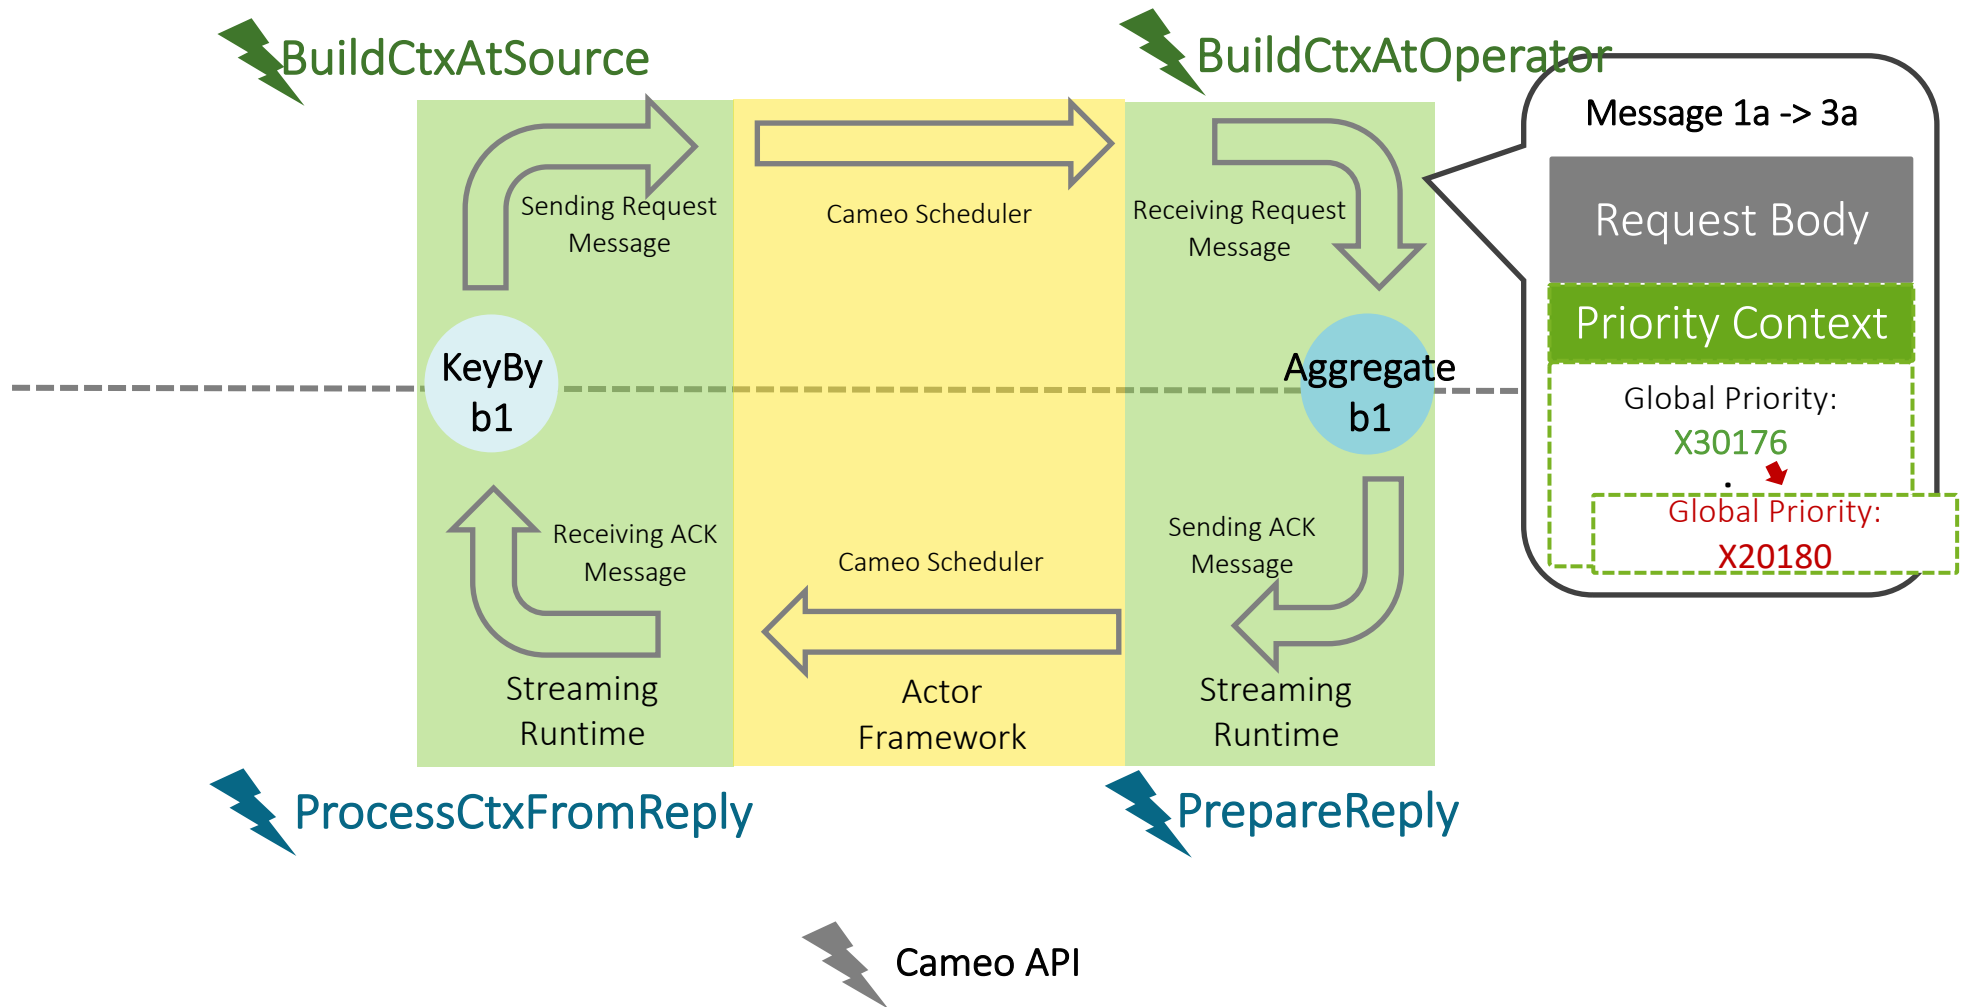 BuildCtxAtSource
BuildCtxAtOperator
Message 1a -> 3a
Request Body
Priority Context
Global Priority:
X30176
.
Global Priority:
X20180
Sending Request
Message
Cameo Scheduler
Receiving Request
Message
KeyBy
b1
Aggregate
b1
Receiving ACK
Message
Cameo Scheduler
Sending ACK
Message
Streaming
Runtime
Actor
Framework
Streaming
Runtime
ProcessCtxFromReply
PrepareReply
Cameo API